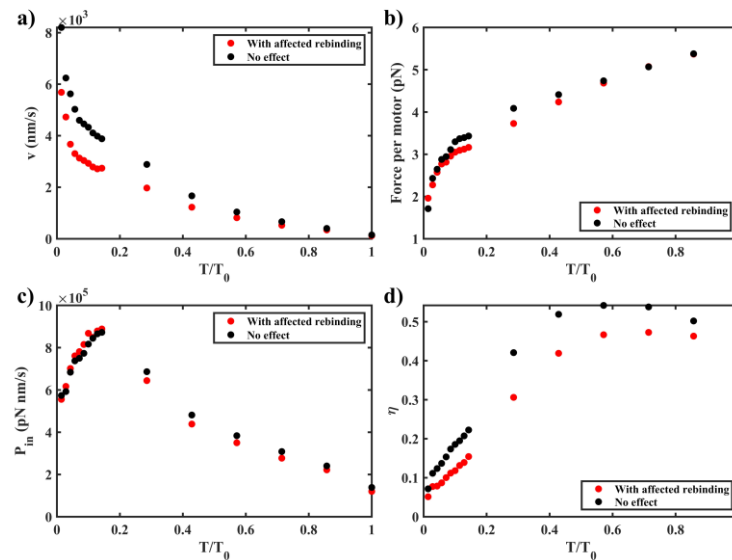 a)
×10³
8
6
4
2
0
v (nm/s)
With affected rebinding
No effect
0 0.2 0.4 0.6 0.8 1
T/T₀
b)
6
5
4
3
2
1
0
Force per motor (pN)
With affected rebinding
No effect
0 0.2 0.4 0.6 0.8
T/T₀
c)
×10⁵
10
8
6
4
2
0
P_in (pN nm/s)
With affected rebinding
No effect
0 0.2 0.4 0.6 0.8 1
T/T₀
d)
0.5
0.4
0.3
0.2
0.1
0
η
With affected rebinding
No effect
0 0.2 0.4 0.6 0.8
T/T₀